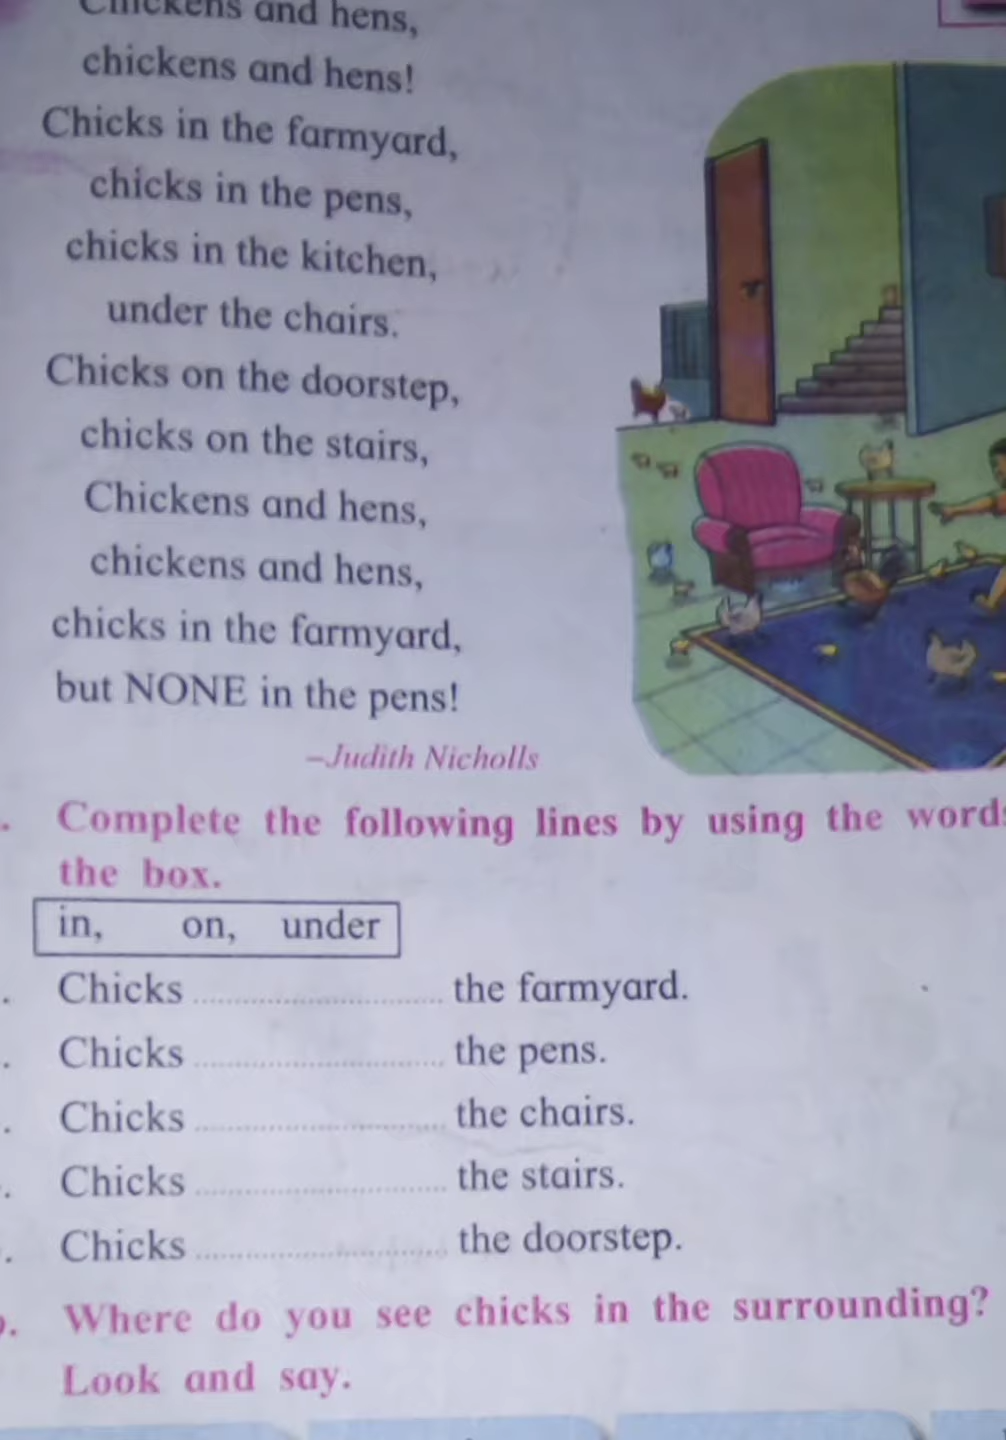 Chickens and hens,
chickens and hens!
Chicks in the farmyard,
chicks in the pens,
chicks in the kitchen,
under the chairs.
Chicks on the doorstep,
chicks on the stairs,
Chickens and hens,
chickens and hens,
chicks in the farmyard,
but NONE in the pens!
–Judith Nicholls
Complete the following lines by using the words
the box.
in, on, under
Chicks ........................ the farmyard.
Chicks ........................ the pens.
Chicks ........................ the chairs.
Chicks ........................ the stairs.
Chicks ........................ the doorstep.
Where do you see chicks in the surrounding?
Look and say.